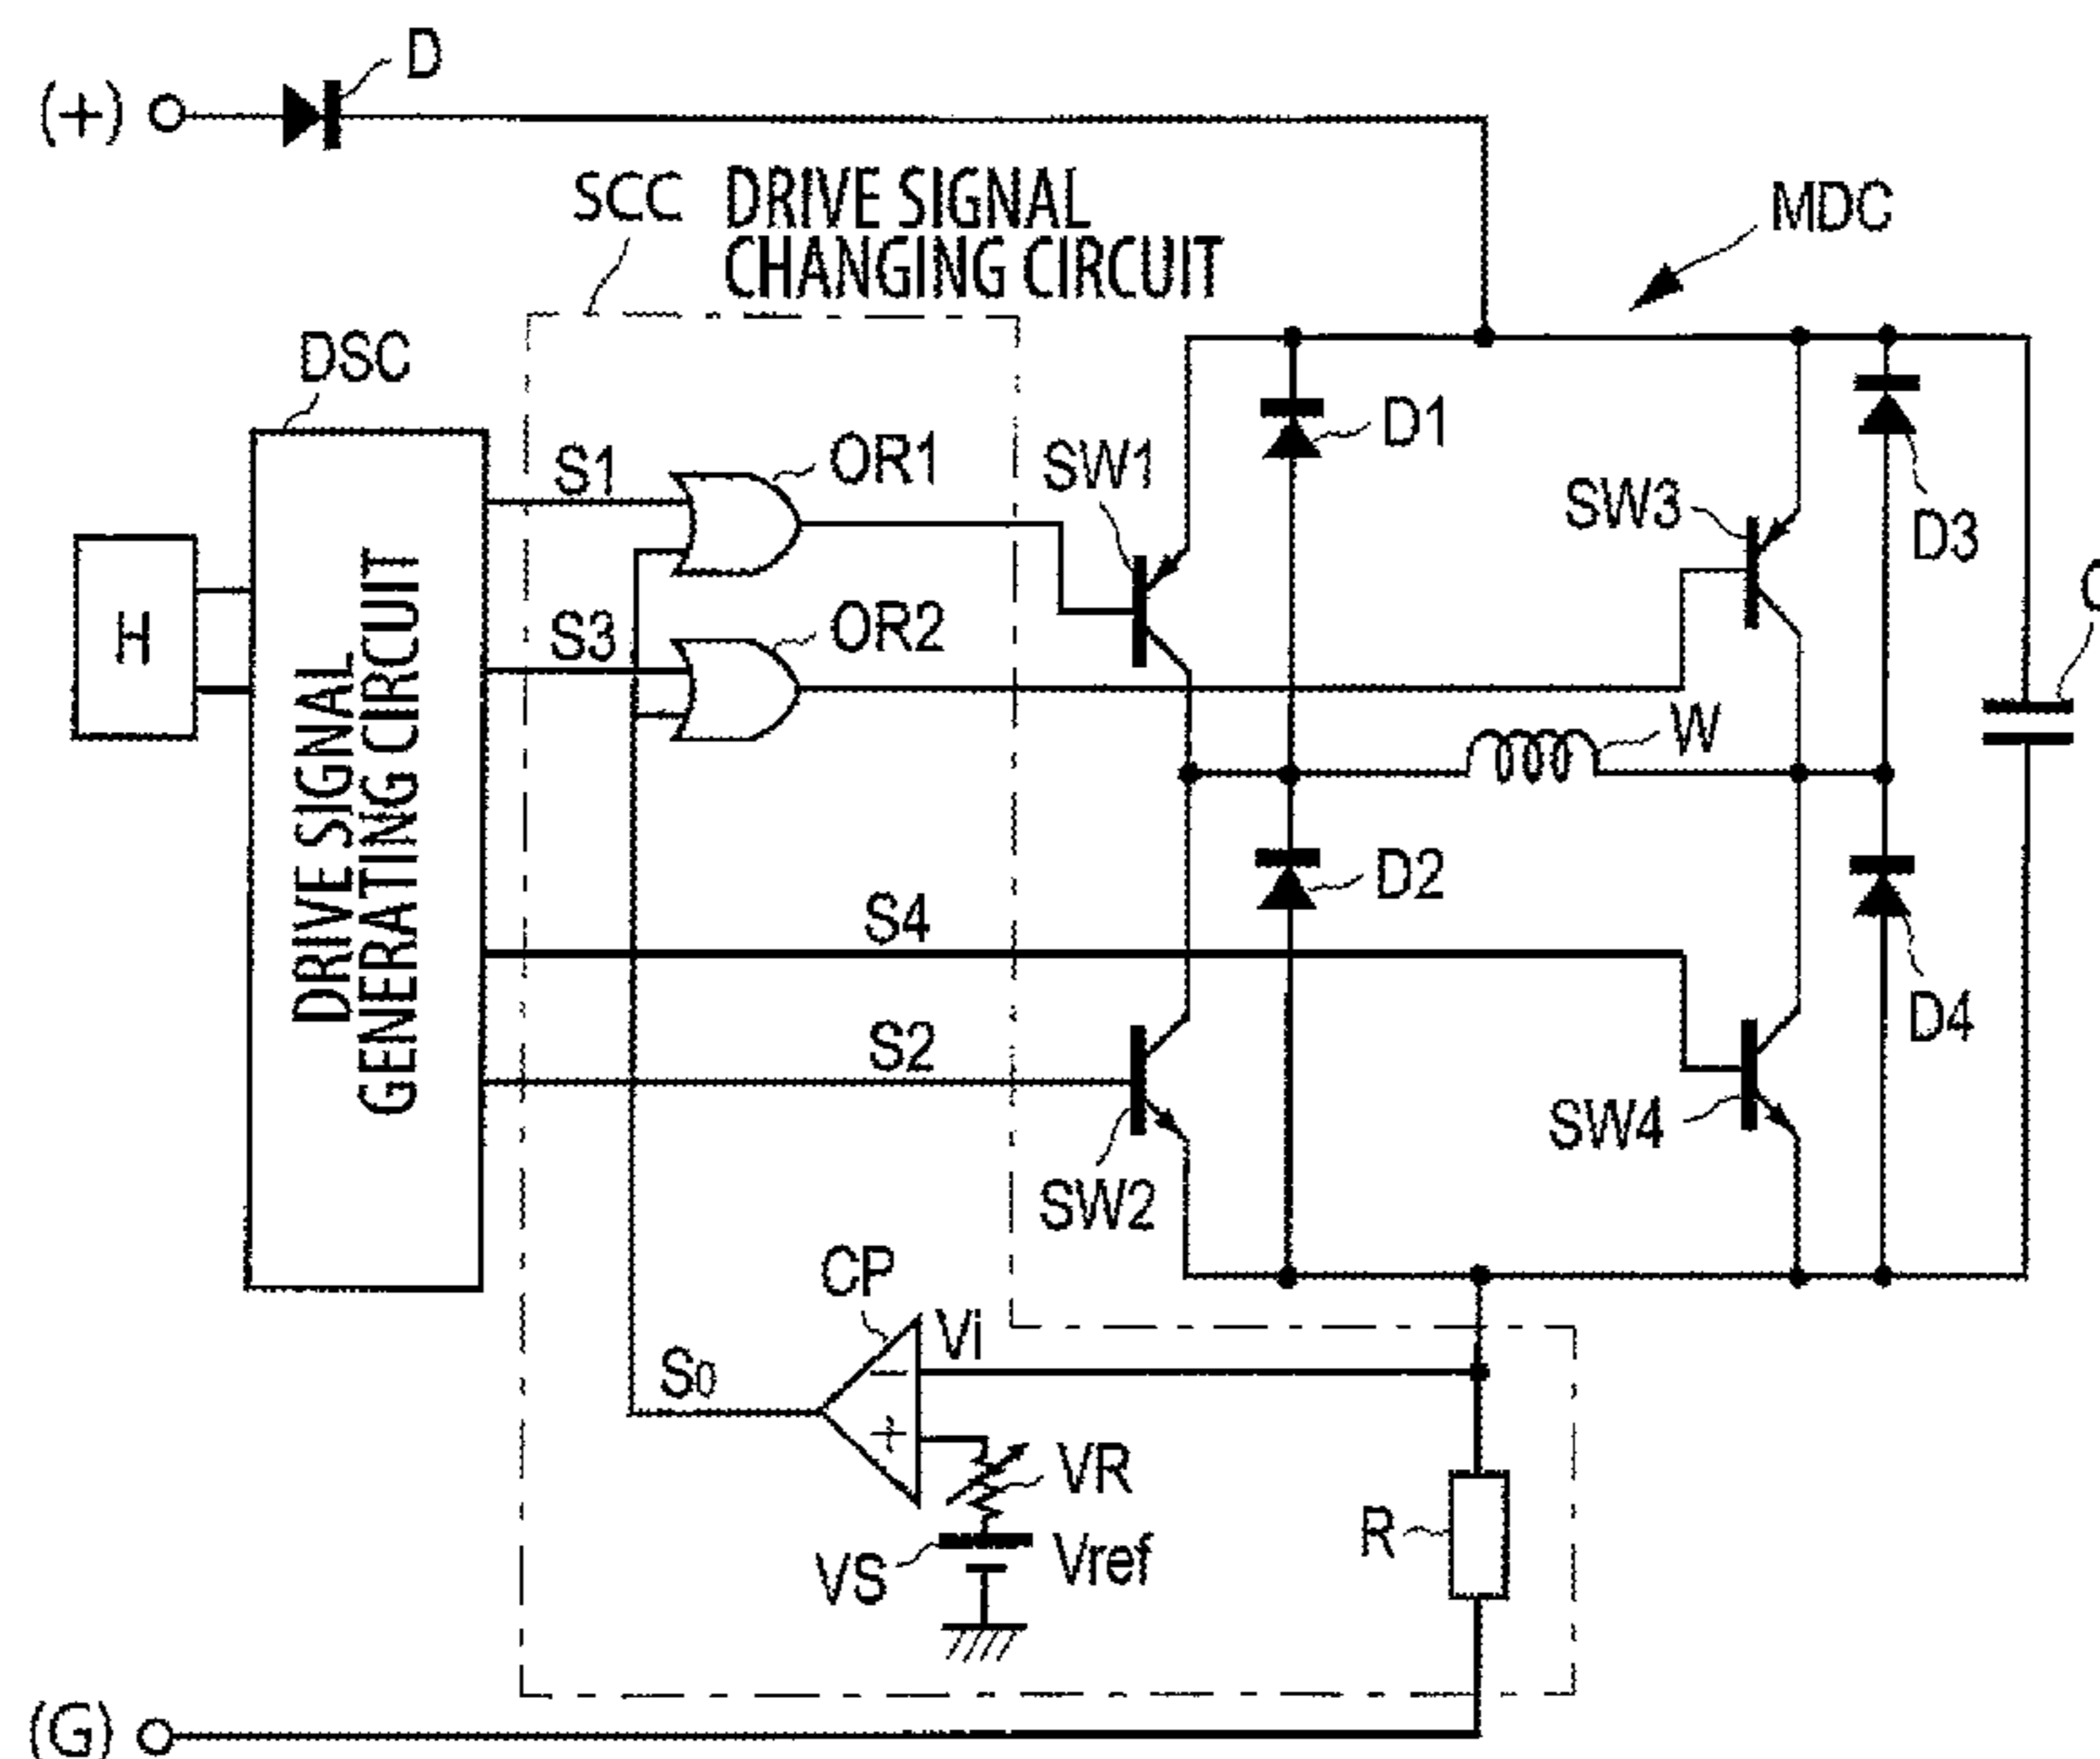 (+)
D
SCC
DRIVE SIGNAL
CHANGING CIRCUIT
MDC
DSC
S1
OR1
SW1
D1
SW3
D3
H
DRIVE SIGNAL
GENERATING CIRCUIT
S3
OR2
W
S4
D2
D4
S2
SW2
SW4
CP
Vi
−
S0
+
VR
VS
Vref
R
(G)